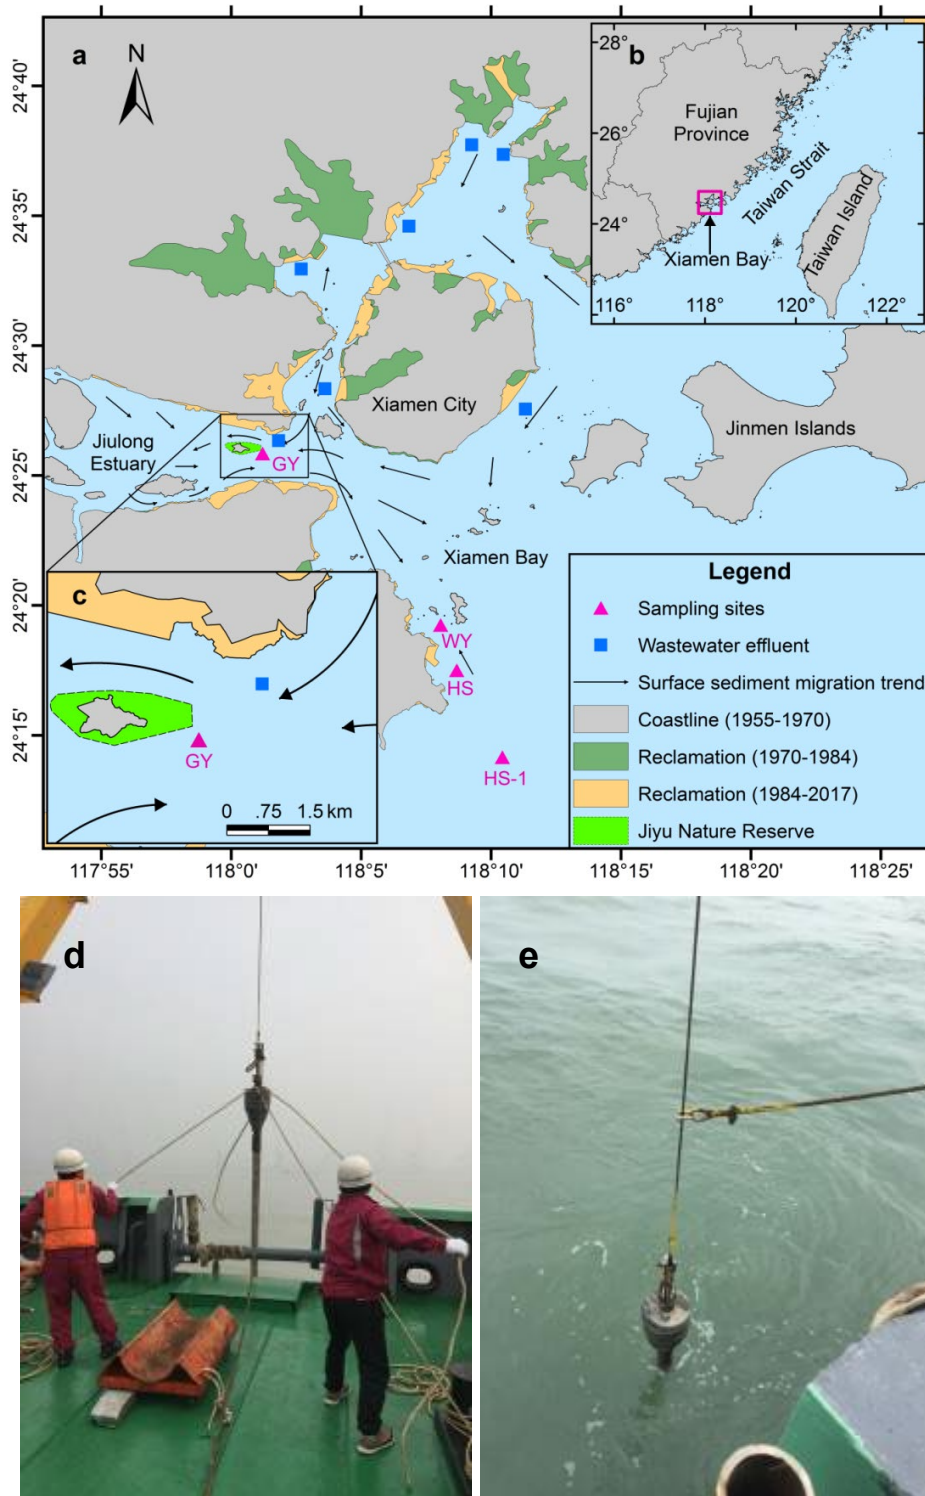 a
N
24°40'
24°35'
24°30'
24°25'
24°20'
24°15'
117°55'
118°0'
118°5'
118°10'
118°15'
118°20'
118°25'
Xiamen City
Jiulong
Estuary
GY
Jinmen Islands
Xiamen Bay
WY
HS
HS-1
b
28°
26°
24°
116°
118°
120°
122°
Fujian
Province
Taiwan Strait
Taiwan Island
Xiamen Bay
c
GY
0 .75 1.5 km
Legend
Sampling sites
Wastewater effluent
Surface sediment migration trend
Coastline (1955-1970)
Reclamation (1970-1984)
Reclamation (1984-2017)
Jiyu Nature Reserve
d
e